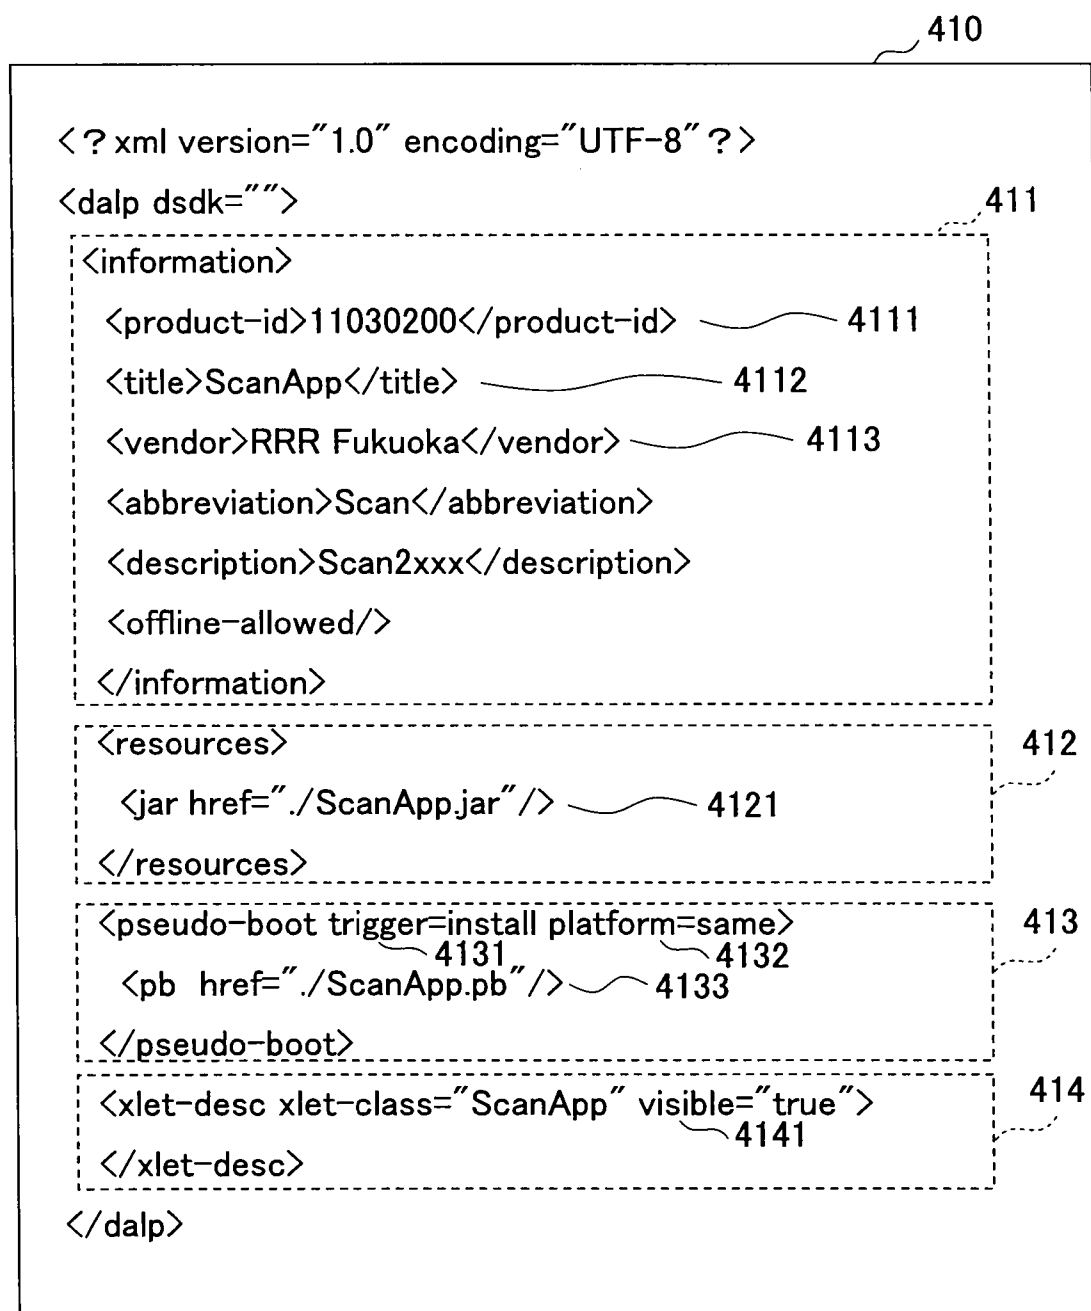 410
<?xml version="1.0" encoding="UTF-8"?>
<dalp dsdk="">
411
<information>
<product-id>11030200</product-id> 4111
<title>ScanApp</title> 4112
<vendor>RRR Fukuoka</vendor> 4113
<abbreviation>Scan</abbreviation>
<description>Scan2xxx</description>
<offline-allowed/>
</information>
<resources> 412
<jar href="./ScanApp.jar"/> 4121
</resources>
<pseudo-boot trigger=install platform=same> 413
4131 4132
<pb href="./ScanApp.pb"/> 4133
</pseudo-boot>
<xlet-desc xlet-class="ScanApp" visible="true"> 414
4141
</xlet-desc>
</dalp>